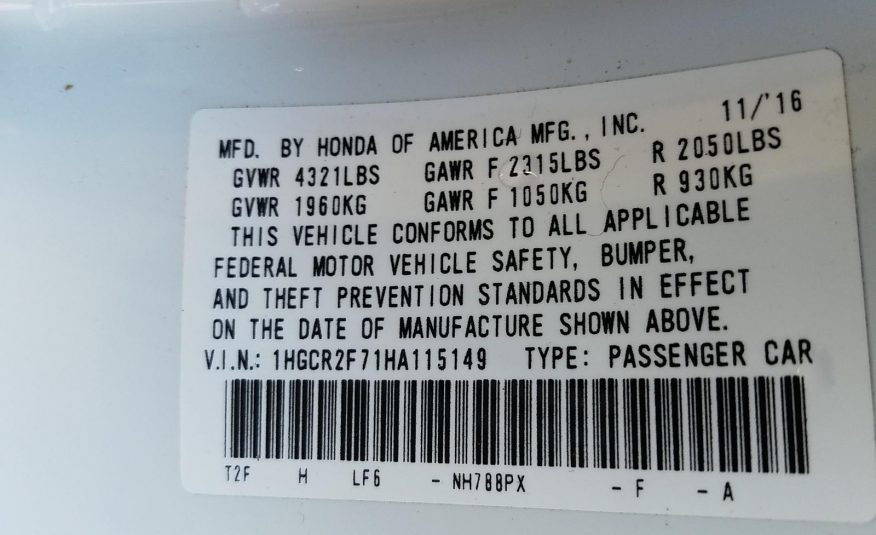 MFD. BY HONDA OF AMERICA MFG., INC. 11/'16
GVWR 4321LBS GAWR F 2315LBS R 2050LBS
GVWR 1960KG GAWR F 1050KG R 930KG
THIS VEHICLE CONFORMS TO ALL APPLICABLE
FEDERAL MOTOR VEHICLE SAFETY, BUMPER,
AND THEFT PREVENTION STANDARDS IN EFFECT
ON THE DATE OF MANUFACTURE SHOWN ABOVE.
V.I.N.: 1HGCR2F71HA115149 TYPE: PASSENGER CAR
T2F H LF6 - NH788PX - F - A